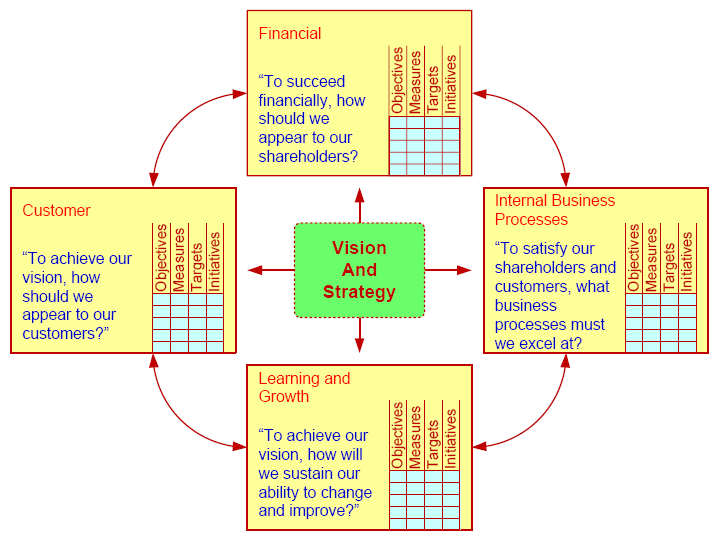 Financial
“To succeed
financially, how
should we
appear to our
shareholders?
Objectives
Measures
Targets
Initiatives
Customer
“To achieve our
vision, how
should we
appear to our
customers?”
Objectives
Measures
Targets
Initiatives
Vision
And
Strategy
Internal Business
Processes
“To satisfy our
shareholders and
customers, what
business
processes must
we excel at?
Objectives
Measures
Targets
Initiatives
Learning and
Growth
“To achieve our
vision, how will
we sustain our
ability to change
and improve?”
Objectives
Measures
Targets
Initiatives